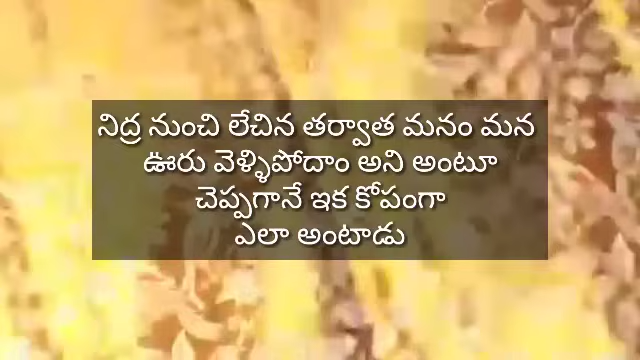 నిద్ర నుంచి లేచిన తర్వాత మనం మన
ఊరు వెళ్ళిపోదాం అని అంటూ
చెప్పగానే ఇక కోపంగా
ఎలా అంటాడు